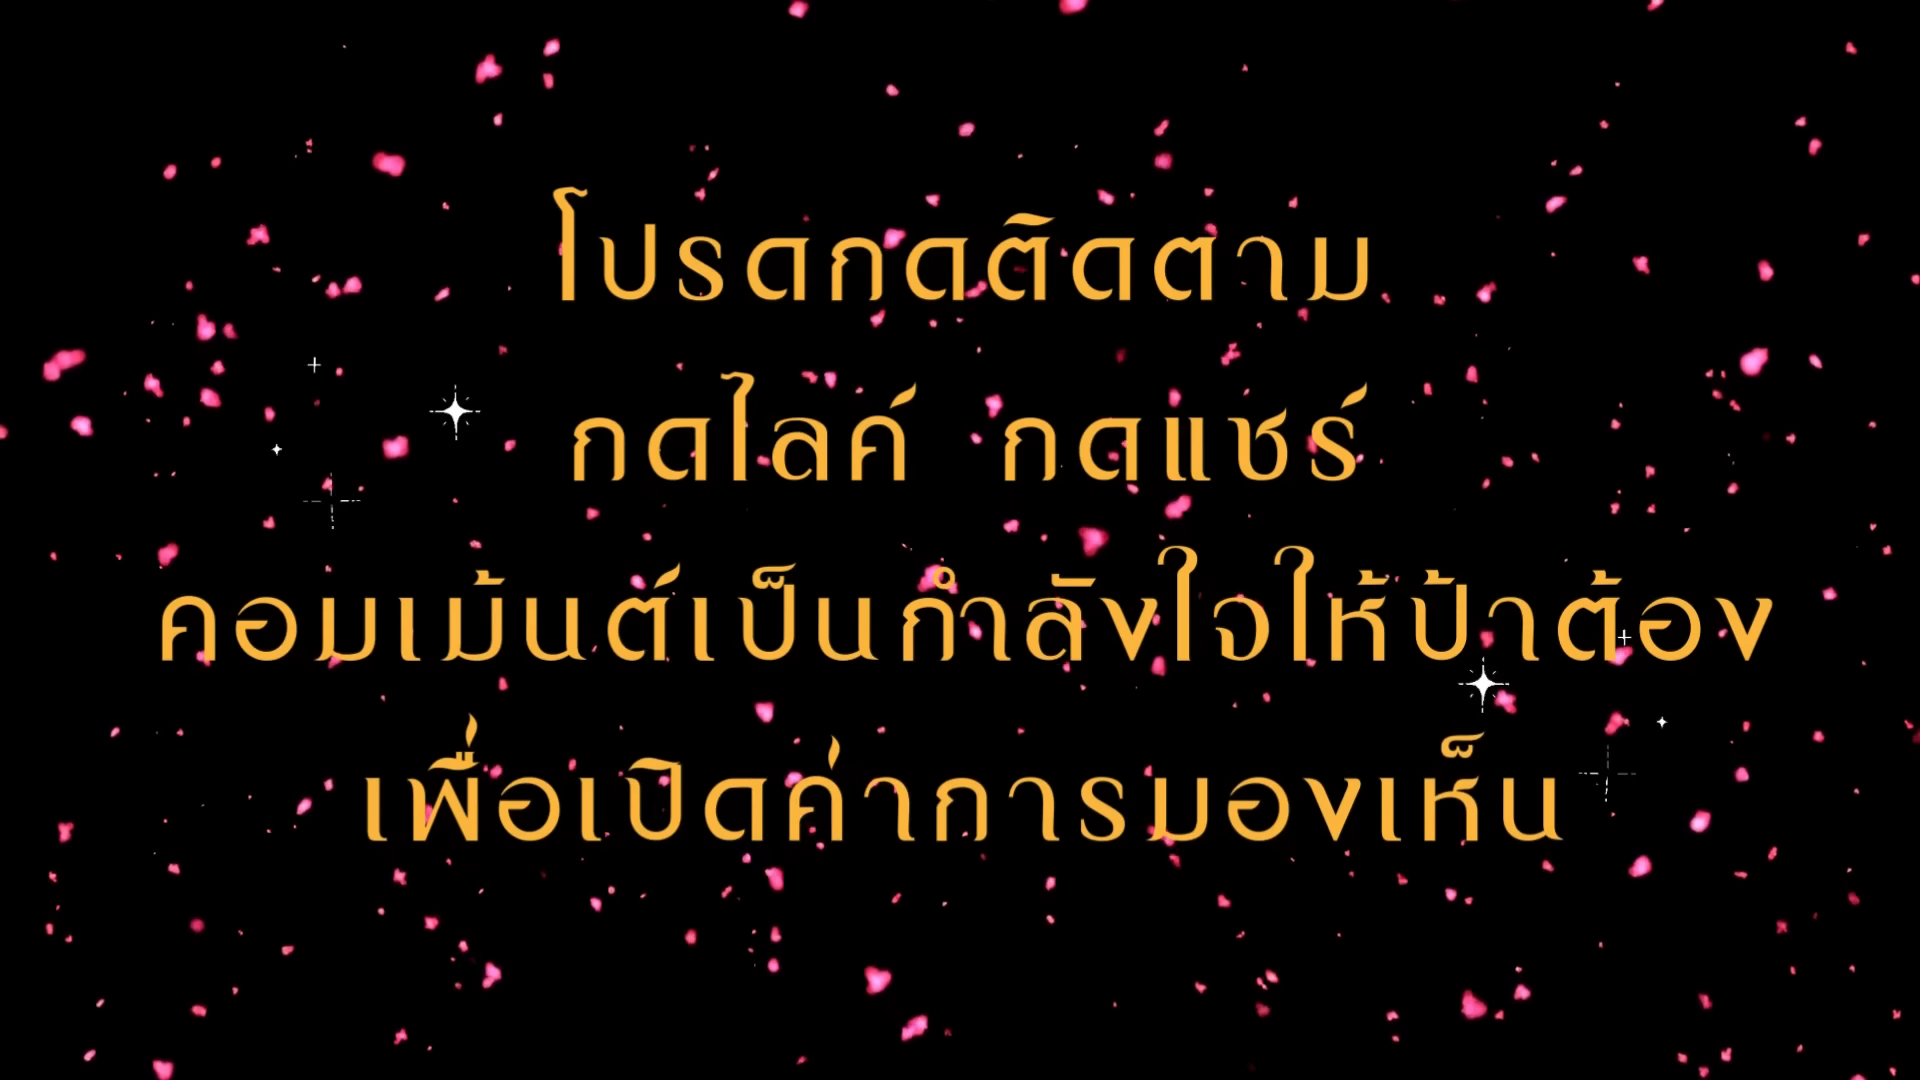 โปรดกดติดตาม
กดไลค์ กดแชร์
คอมเม้นต์เป็นกำลังใจให้ป้าต้อง
เพื่อเปิดค่าการมองเห็น